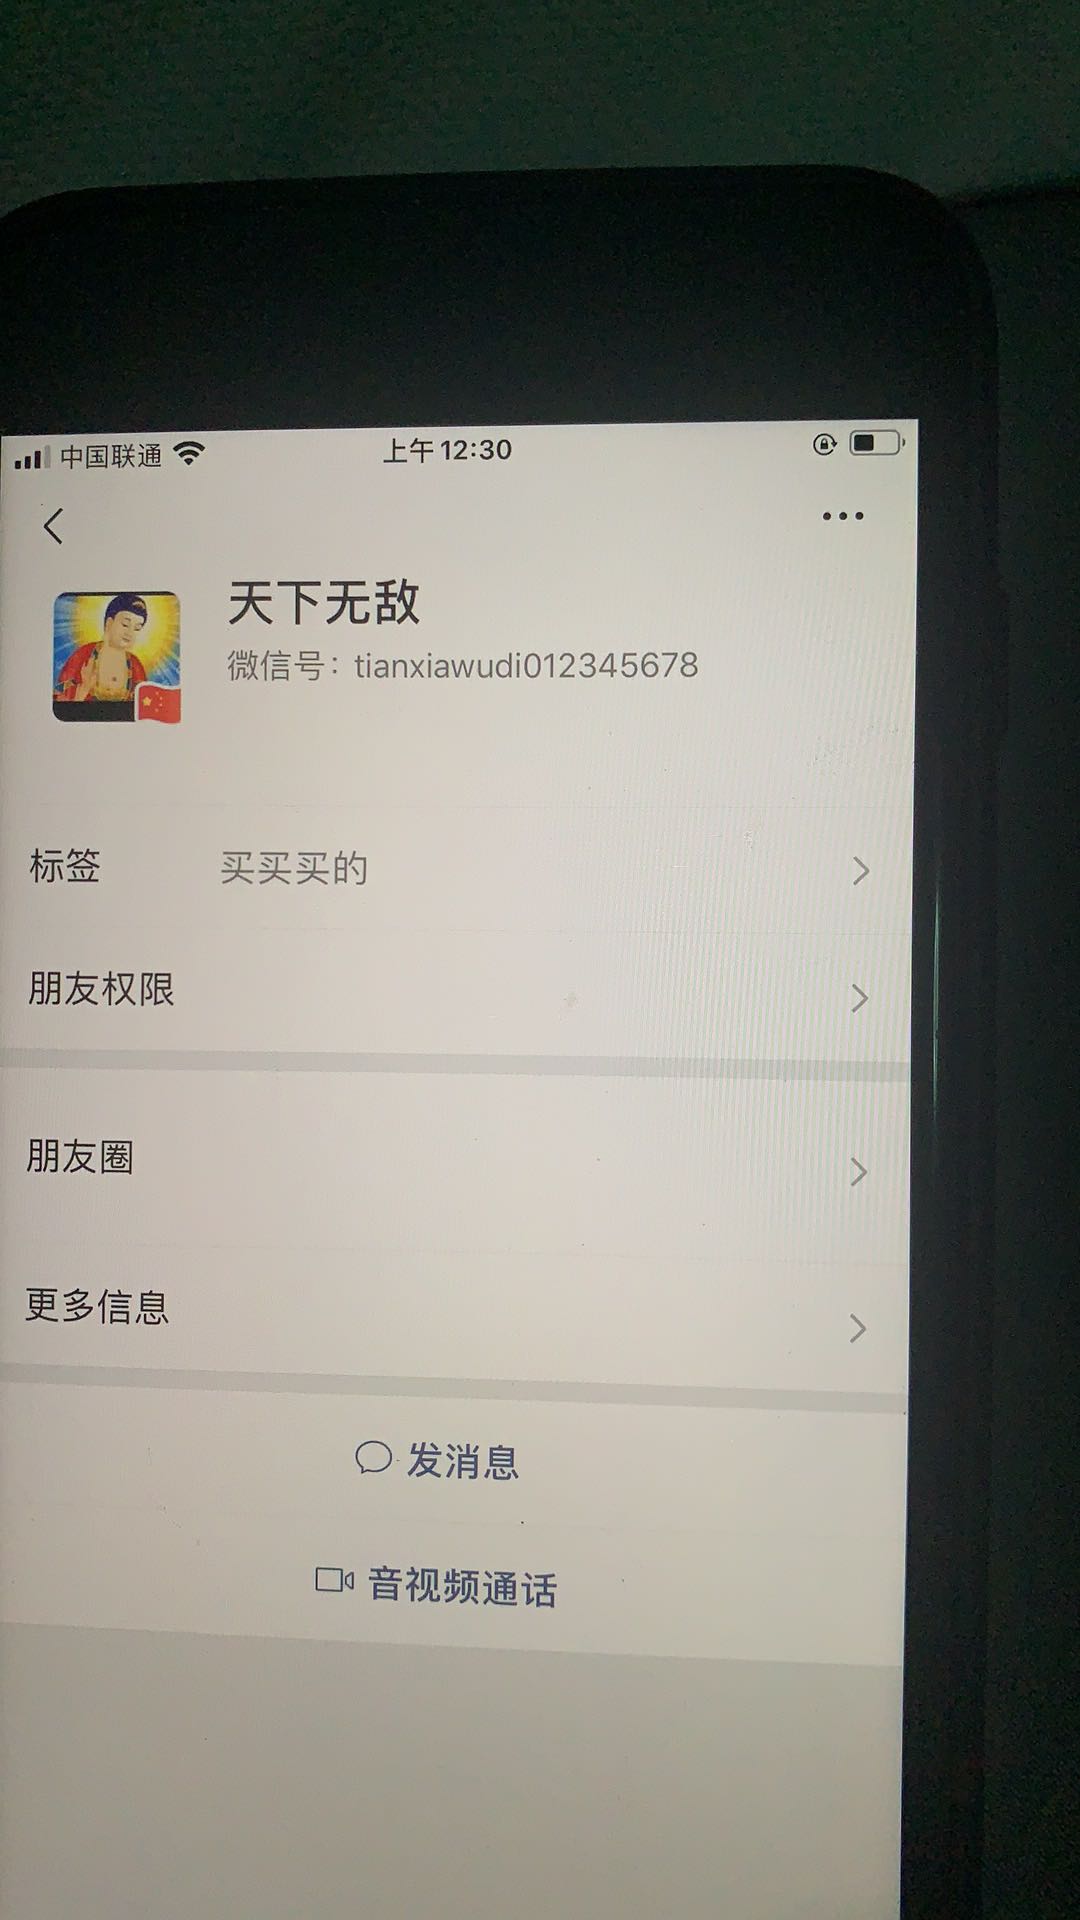 中国联通 上午12:30
天下无敌
微信号：tianxiawudi012345678
标签 买买买的
朋友权限
朋友圈
更多信息
发消息
音视频通话